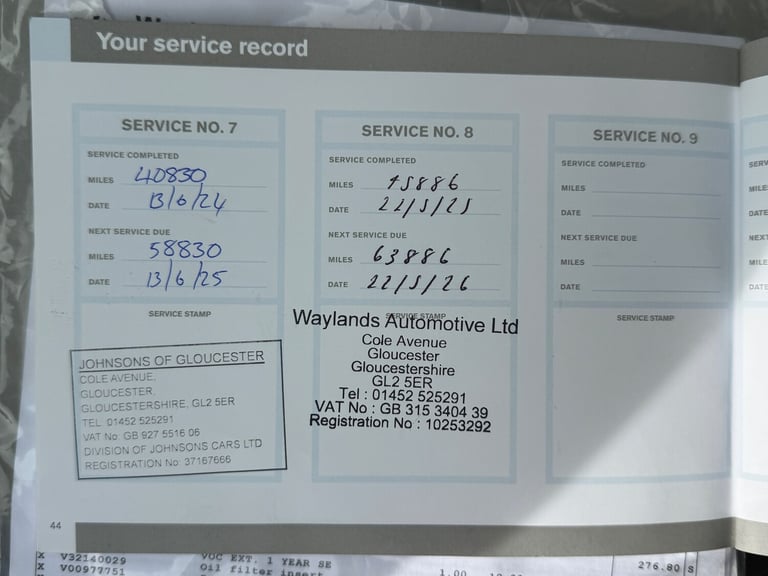 Your service record
SERVICE NO. 7
SERVICE COMPLETED
MILES 40830
DATE 13/6/24
NEXT SERVICE DUE
MILES 58830
DATE 13/6/25
SERVICE STAMP
JOHNSONS OF GLOUCESTER
COLE AVENUE,
GLOUCESTER,
GLOUCESTERSHIRE, GL2 5ER
TEL 01452 525291
VAT No: GB 927 5516 06
DIVISION OF JOHNSONS CARS LTD
REGISTRATION No: 37167666
SERVICE NO. 8
SERVICE COMPLETED
MILES 45886
DATE 22/5/25
NEXT SERVICE DUE
MILES 63886
DATE 22/5/26
SERVICE STAMP
Waylands Automotive Ltd
Cole Avenue
Gloucester
Gloucestershire
GL2 5ER
Tel : 01452 525291
VAT No : GB 315 3404 39
Registration No : 10253292
SERVICE NO. 9
SERVICE COMPLETED
MILES
DATE
NEXT SERVICE DUE
MILES
DATE
SERVICE STAMP
44
X V32140029 VOC EXT. 1 YEAR SE 276.80 S
X V00977751 Oil filter insert 1.00